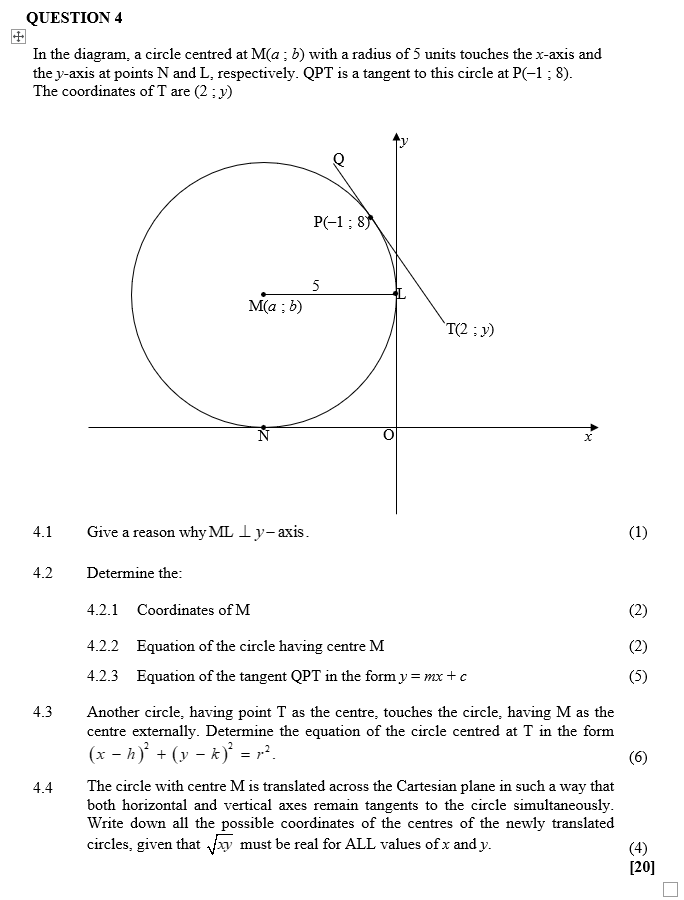 QUESTION 4
In the diagram, a circle centred at M(a ; b) with a radius of 5 units touches the x-axis and
the y-axis at points N and L, respectively. QPT is a tangent to this circle at P(−1 ; 8).
The coordinates of T are (2 ; y)
y
Q
P(−1 ; 8)
5
L
M(a ; b)
T(2 ; y)
N
O
x
4.1 Give a reason why ML ⊥ y− axis. (1)
4.2 Determine the:
4.2.1 Coordinates of M (2)
4.2.2 Equation of the circle having centre M (2)
4.2.3 Equation of the tangent QPT in the form y = mx + c (5)
4.3 Another circle, having point T as the centre, touches the circle, having M as the
centre externally. Determine the equation of the circle centred at T in the form
(x − h)² + (y − k)² = r². (6)
4.4 The circle with centre M is translated across the Cartesian plane in such a way that
both horizontal and vertical axes remain tangents to the circle simultaneously.
Write down all the possible coordinates of the centres of the newly translated
circles, given that √xy must be real for ALL values of x and y. (4)
[20]